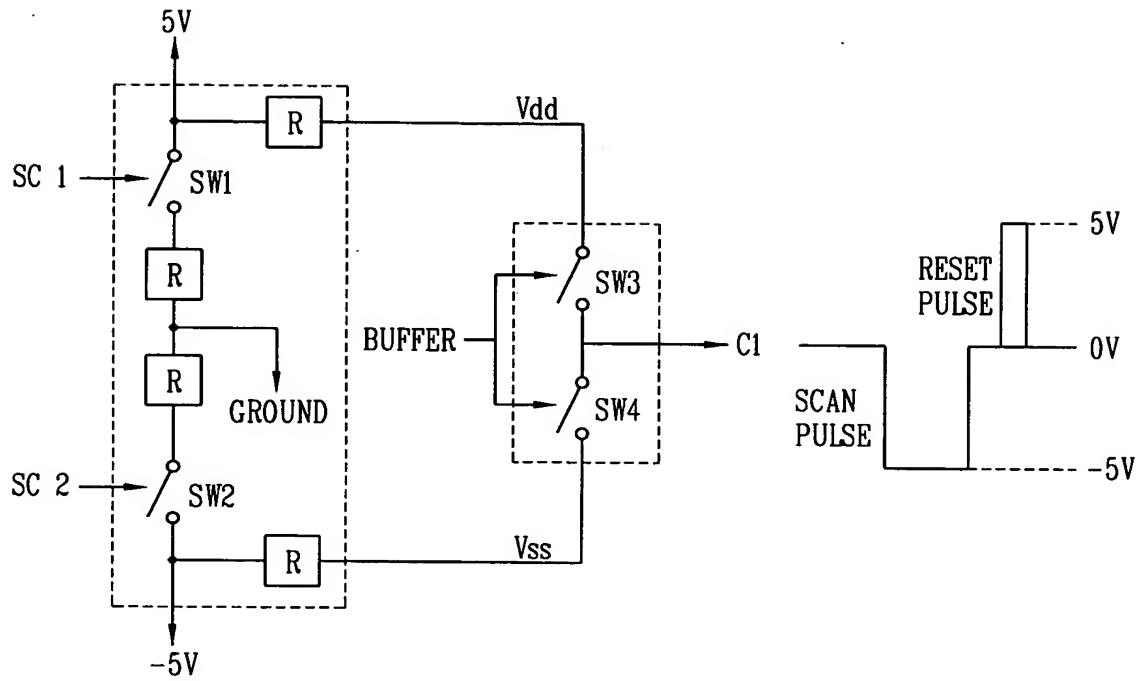 5V
R
Vdd
SC 1
SW1
R
R
GROUND
SC 2
SW2
R
Vss
-5V
BUFFER
SW3
SW4
C1
RESET
PULSE
5V
0V
SCAN
PULSE
-5V